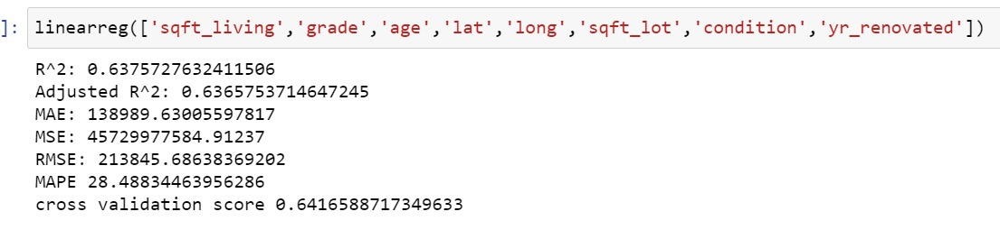 ]: linearreg(['sqft_living','grade','age','lat','long','sqft_lot','condition','yr_renovated'])
R^2: 0.6375727632411506
Adjusted R^2: 0.6365753714647245
MAE: 138989.63005597817
MSE: 45729977584.91237
RMSE: 213845.68638369202
MAPE 28.48834463956286
cross validation score 0.6416588717349633